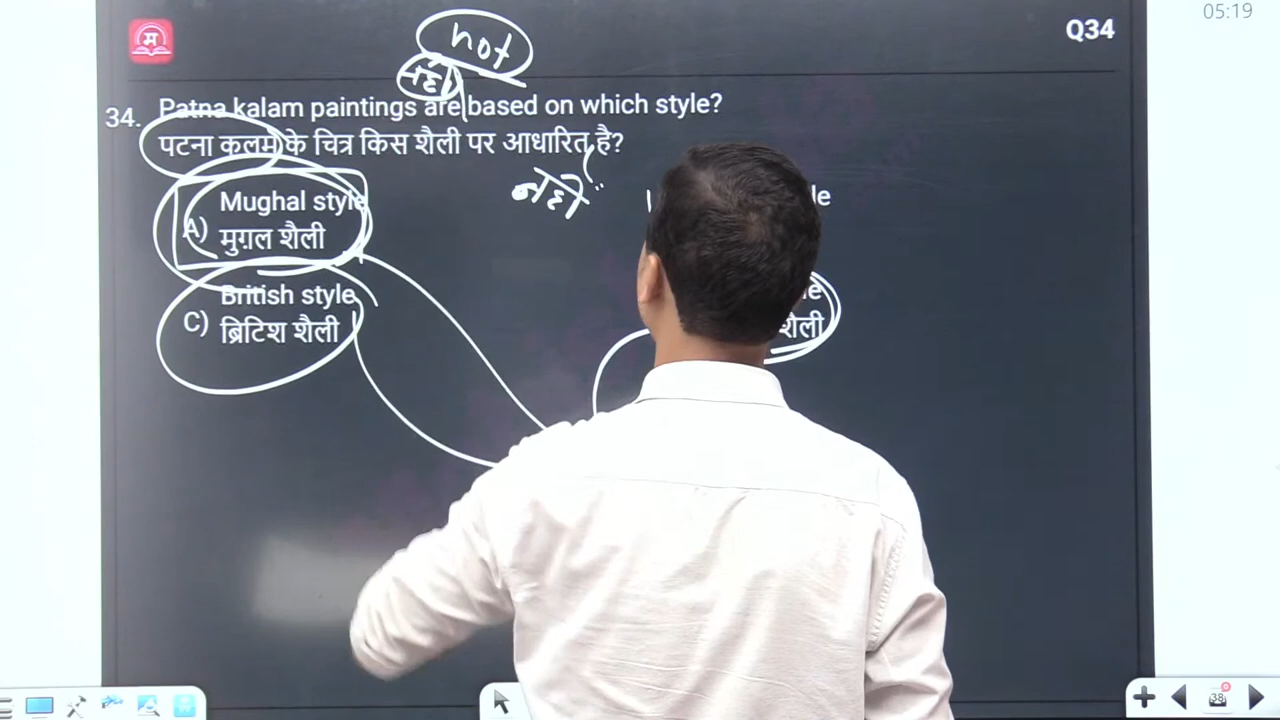 05:19
म
Q34
not
नहीं
34. Patna kalam paintings are based on which style?
पटना कलम के चित्र किस शैली पर आधारित है?
नहीं
A) Mughal style
मुग़ल शैली
C) British style
ब्रिटिश शैली
शैली
38